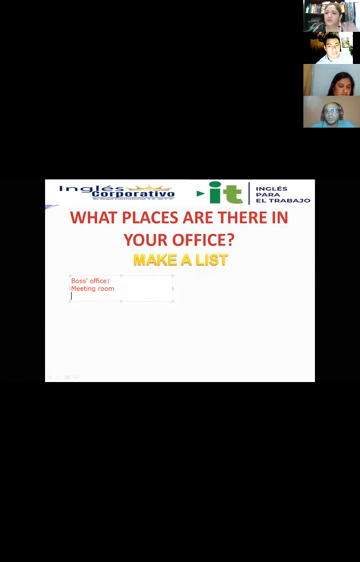 Inglés
Corporativo
it
INGLÉS
PARA
EL TRABAJO
WHAT PLACES ARE THERE IN
YOUR OFFICE?
MAKE A LIST
Boss' office:
Meeting room